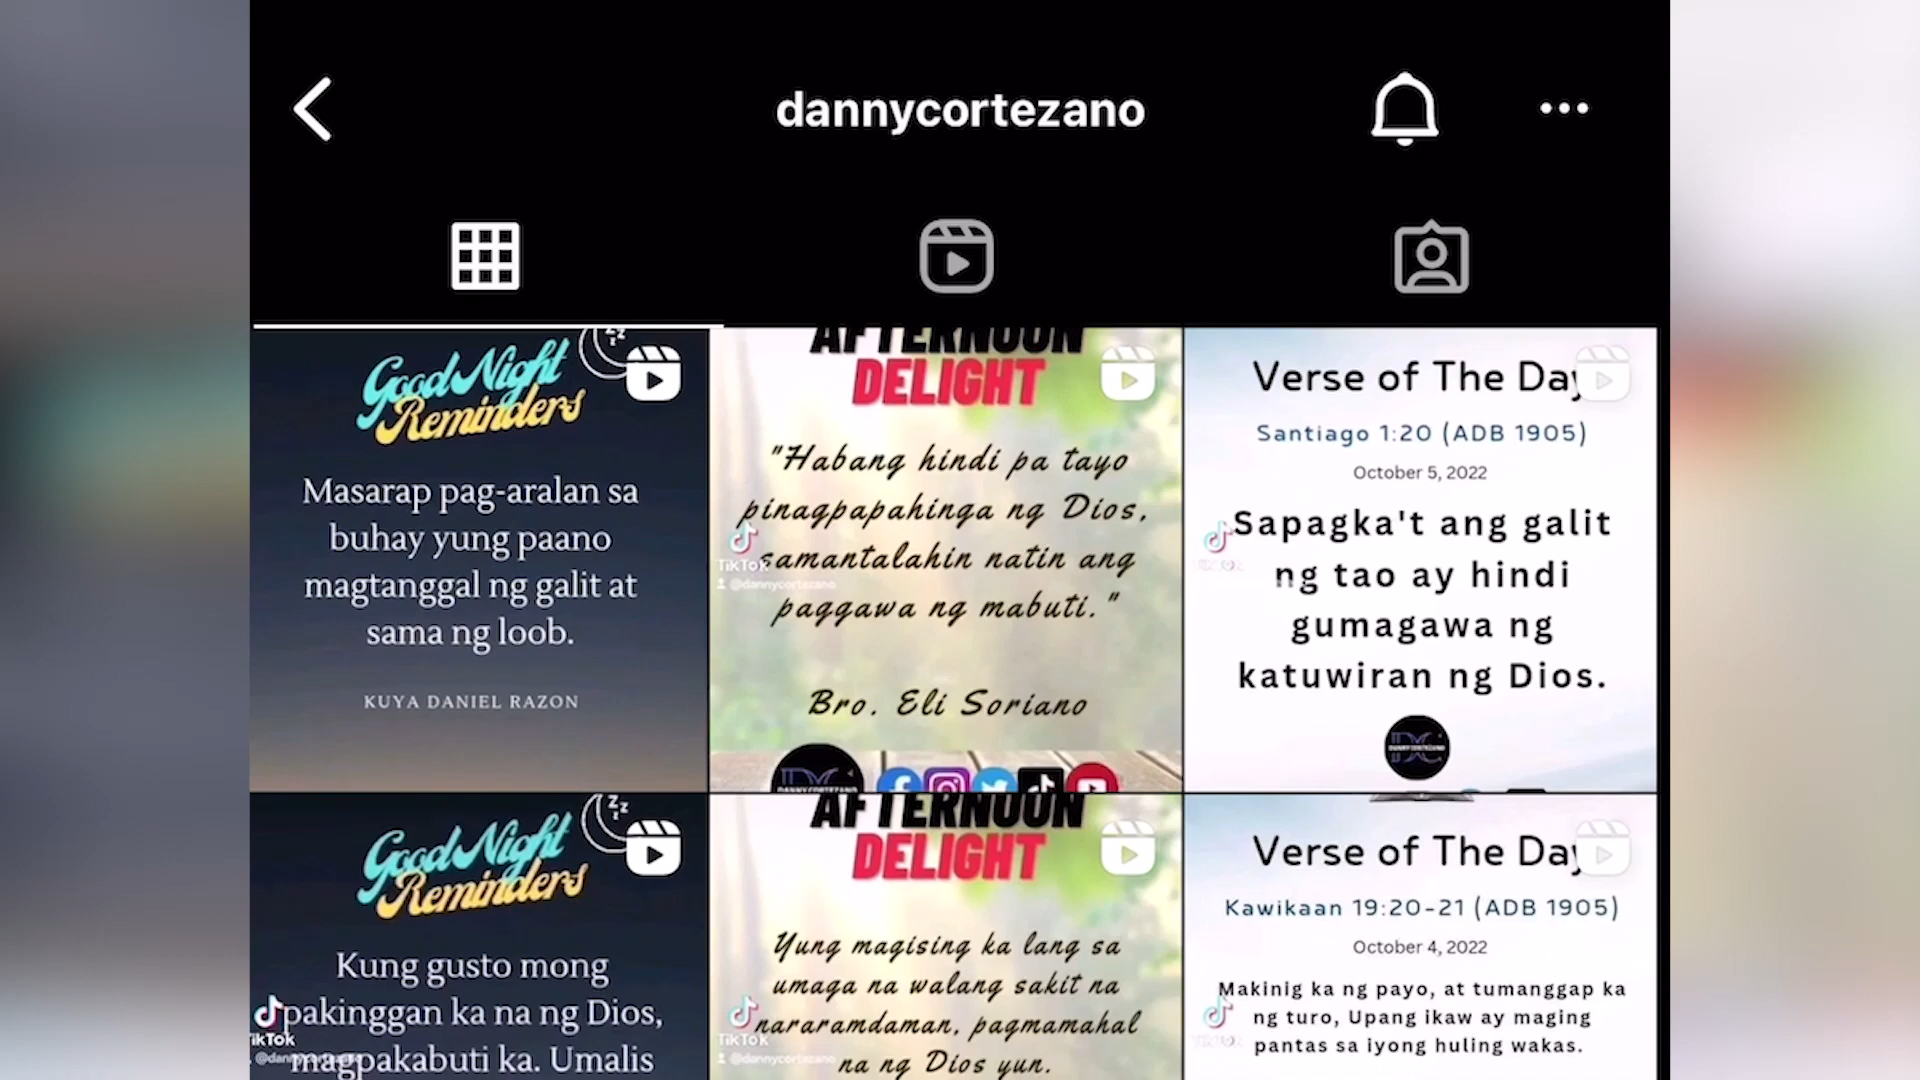 dannycortezano
Good Night
Reminders
Masarap pag-aralan sa
buhay yung paano
magtanggal ng galit at
sama ng loob.
KUYA DANIEL RAZON
AFTERNOON
DELIGHT
"Habang hindi pa tayo
pinagpapahinga ng Dios,
samantalahin natin ang
paggawa ng mabuti."
Bro. Eli Soriano
TikTok
@dannycortezano
DANNYCORTEZANO
Verse of The Day
Santiago 1:20 (ADB 1905)
October 5, 2022
Sapagka't ang galit
ng tao ay hindi
gumagawa ng
katuwiran ng Dios.
DANNYCORTEZANO
Good Night
Reminders
Kung gusto mong
pakinggan ka na ng Dios,
magpakabuti ka. Umalis
AFTERNOON
DELIGHT
Yung magising ka lang sa
umaga na walang sakit na
nararamdaman, pagmamahal
na ng Dios yun.
TikTok
@dannycortezano
Verse of The Day
Kawikaan 19:20-21 (ADB 1905)
October 4, 2022
Makinig ka ng payo, at tumanggap ka
ng turo, Upang ikaw ay maging
pantas sa iyong huling wakas.